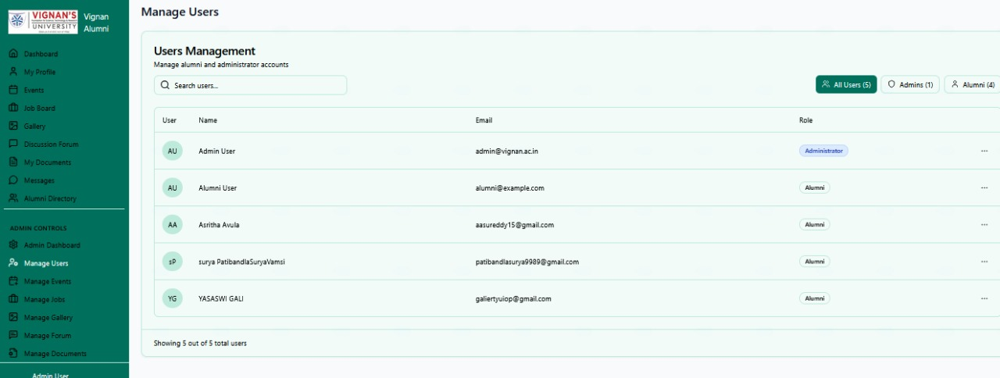 VIGNAN'S
UNIVERSITY
Vignan
Alumni
Dashboard
My Profile
Events
Job Board
Gallery
Discussion Forum
My Documents
Messages
Alumni Directory
ADMIN CONTROLS
Admin Dashboard
Manage Users
Manage Events
Manage Jobs
Manage Gallery
Manage Forum
Manage Documents
Admin User
Manage Users
Users Management
Manage alumni and administrator accounts
Search users...
All Users (5) Admins (1) Alumni (4)
User Name Email Role
AU Admin User admin@vignan.ac.in Administrator ...
AU Alumni User alumni@example.com Alumni ...
AA Asritha Avula aasureddy15@gmail.com Alumni ...
sP surya PatibandlaSuryaVamsi patibandlasurya9989@gmail.com Alumni ...
YG YASASWI GALI galiertyuiop@gmail.com Alumni ...
Showing 5 out of 5 total users